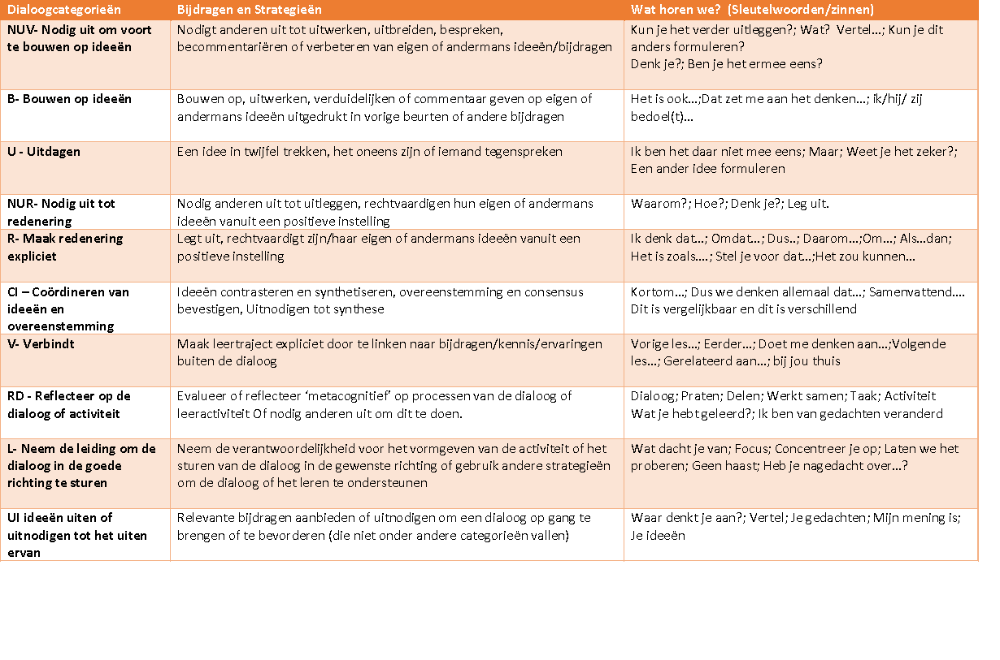 Dialoogcategorieën
Bijdragen en Strategieën
Wat horen we? (Sleutelwoorden/zinnen)
NUV- Nodig uit om voort
te bouwen op ideeën
Nodigt anderen uit tot uitwerken, uitbreiden, bespreken,
becommentariëren of verbeteren van eigen of andermans ideeën/bijdragen
Kun je het verder uitleggen?; Wat? Vertel...; Kun je dit
anders formuleren?
Denk je?; Ben je het ermee eens?
B- Bouwen op ideeën
Bouwen op, uitwerken, verduidelijken of commentaar geven op eigen of
andermans ideeën uitgedrukt in vorige beurten of andere bijdragen
Het is ook...;Dat zet me aan het denken...; ik/hij/ zij
bedoel(t)...
U - Uitdagen
Een idee in twijfel trekken, het oneens zijn of iemand tegenspreken
Ik ben het daar niet mee eens; Maar; Weet je het zeker?;
Een ander idee formuleren
NUR- Nodig uit tot
redenering
Nodig anderen uit tot uitleggen, rechtvaardigen hun eigen of andermans
ideeën vanuit een positieve instelling
Waarom?; Hoe?; Denk je?; Leg uit.
R- Maak redenering
expliciet
Legt uit, rechtvaardigt zijn/haar eigen of andermans ideeën vanuit een
positieve instelling
Ik denk dat...; Omdat...; Dus..; Daarom...;Om...; Als...dan;
Het is zoals....; Stel je voor dat...;Het zou kunnen...
CI – Coördineren van
ideeën en
overeenstemming
Ideeën contrasteren en synthetiseren, overeenstemming en consensus
bevestigen, Uitnodigen tot synthese
Kortom...; Dus we denken allemaal dat...; Samenvattend....
Dit is vergelijkbaar en dit is verschillend
V- Verbindt
Maak leertraject expliciet door te linken naar bijdragen/kennis/ervaringen
buiten de dialoog
Vorige les...; Eerder...; Doet me denken aan...;Volgende
les...; Gerelateerd aan...; bij jou thuis
RD - Reflecteer op de
dialoog of activiteit
Evalueer of reflecteer ‘metacognitief’ op processen van de dialoog of
leeractiviteit Of nodig anderen uit om dit te doen.
Dialoog; Praten; Delen; Werkt samen; Taak; Activiteit
Wat je hebt geleerd?; Ik ben van gedachten veranderd
L- Neem de leiding om de
dialoog in de goede
richting te sturen
Neem de verantwoordelijkheid voor het vormgeven van de activiteit of het
sturen van de dialoog in de gewenste richting of gebruik andere strategieën
om de dialoog of het leren te ondersteunen
Wat dacht je van; Focus; Concentreer je op; Laten we het
proberen; Geen haast; Heb je nagedacht over...?
UI ideeën uiten of
uitnodigen tot het uiten
ervan
Relevante bijdragen aanbieden of uitnodigen om een dialoog op gang te
brengen of te bevorderen (die niet onder andere categorieën vallen)
Waar denkt je aan?; Vertel; Je gedachten; Mijn mening is;
Je ideeën